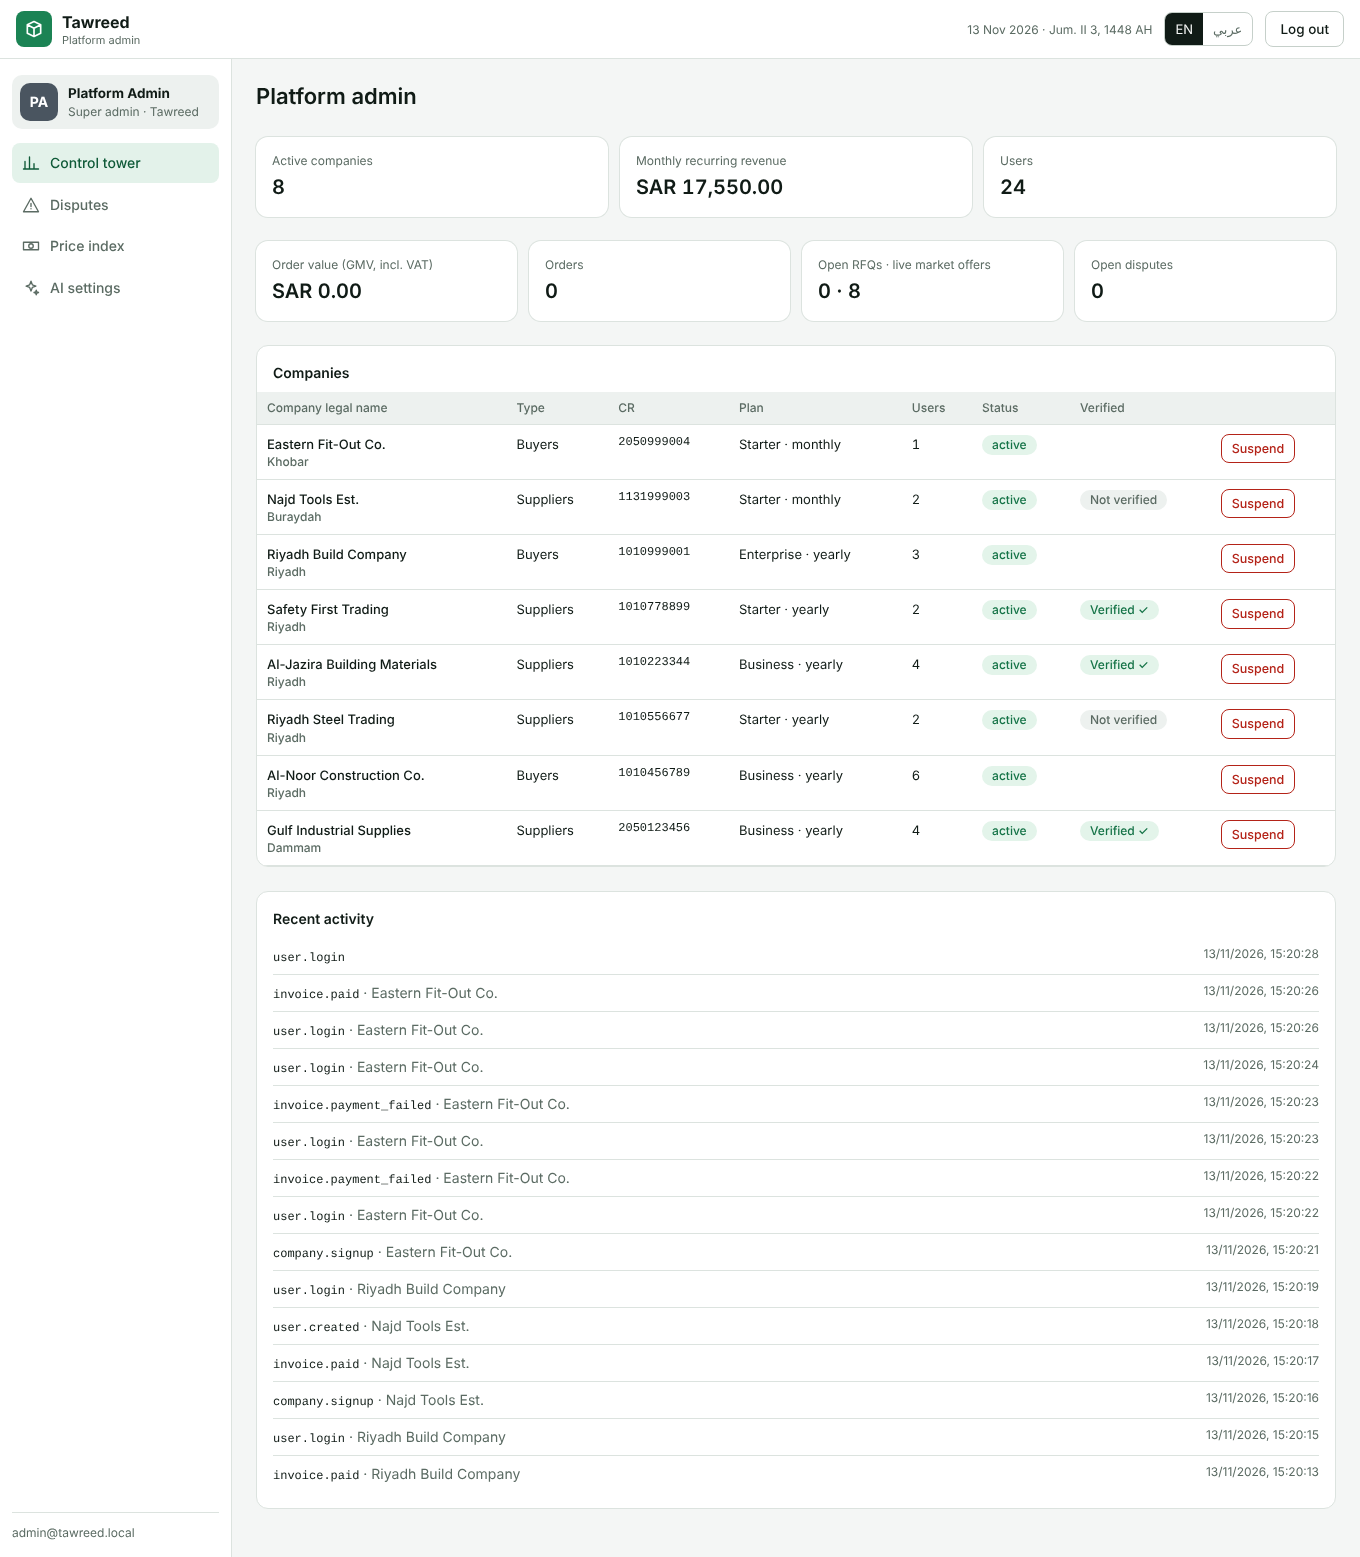 Tawreed
Platform admin
13 Nov 2026 · Jum. II 3, 1448 AH
EN
عربي
Log out
PA
Platform Admin
Super admin · Tawreed
Control tower
Disputes
Price index
AI settings
admin@tawreed.local
Platform admin
Active companies
8
Monthly recurring revenue
SAR 17,550.00
Users
24
Order value (GMV, incl. VAT)
SAR 0.00
Orders
0
Open RFQs · live market offers
0 · 8
Open disputes
0
Companies
Company legal name Type CR Plan Users Status Verified
Eastern Fit-Out Co. Buyers 2050999004 Starter · monthly 1 active Suspend
Khobar
Najd Tools Est. Suppliers 1131999003 Starter · monthly 2 active Not verified Suspend
Buraydah
Riyadh Build Company Buyers 1010999001 Enterprise · yearly 3 active Suspend
Riyadh
Safety First Trading Suppliers 1010778899 Starter · yearly 2 active Verified ✓ Suspend
Riyadh
Al-Jazira Building Materials Suppliers 1010223344 Business · yearly 4 active Verified ✓ Suspend
Riyadh
Riyadh Steel Trading Suppliers 1010556677 Starter · yearly 2 active Not verified Suspend
Riyadh
Al-Noor Construction Co. Buyers 1010456789 Business · yearly 6 active Suspend
Riyadh
Gulf Industrial Supplies Suppliers 2050123456 Business · yearly 4 active Verified ✓ Suspend
Dammam
Recent activity
user.login 13/11/2026, 15:20:28
invoice.paid · Eastern Fit-Out Co. 13/11/2026, 15:20:26
user.login · Eastern Fit-Out Co. 13/11/2026, 15:20:26
user.login · Eastern Fit-Out Co. 13/11/2026, 15:20:24
invoice.payment_failed · Eastern Fit-Out Co. 13/11/2026, 15:20:23
user.login · Eastern Fit-Out Co. 13/11/2026, 15:20:23
invoice.payment_failed · Eastern Fit-Out Co. 13/11/2026, 15:20:22
user.login · Eastern Fit-Out Co. 13/11/2026, 15:20:22
company.signup · Eastern Fit-Out Co. 13/11/2026, 15:20:21
user.login · Riyadh Build Company 13/11/2026, 15:20:19
user.created · Najd Tools Est. 13/11/2026, 15:20:18
invoice.paid · Najd Tools Est. 13/11/2026, 15:20:17
company.signup · Najd Tools Est. 13/11/2026, 15:20:16
user.login · Riyadh Build Company 13/11/2026, 15:20:15
invoice.paid · Riyadh Build Company 13/11/2026, 15:20:13